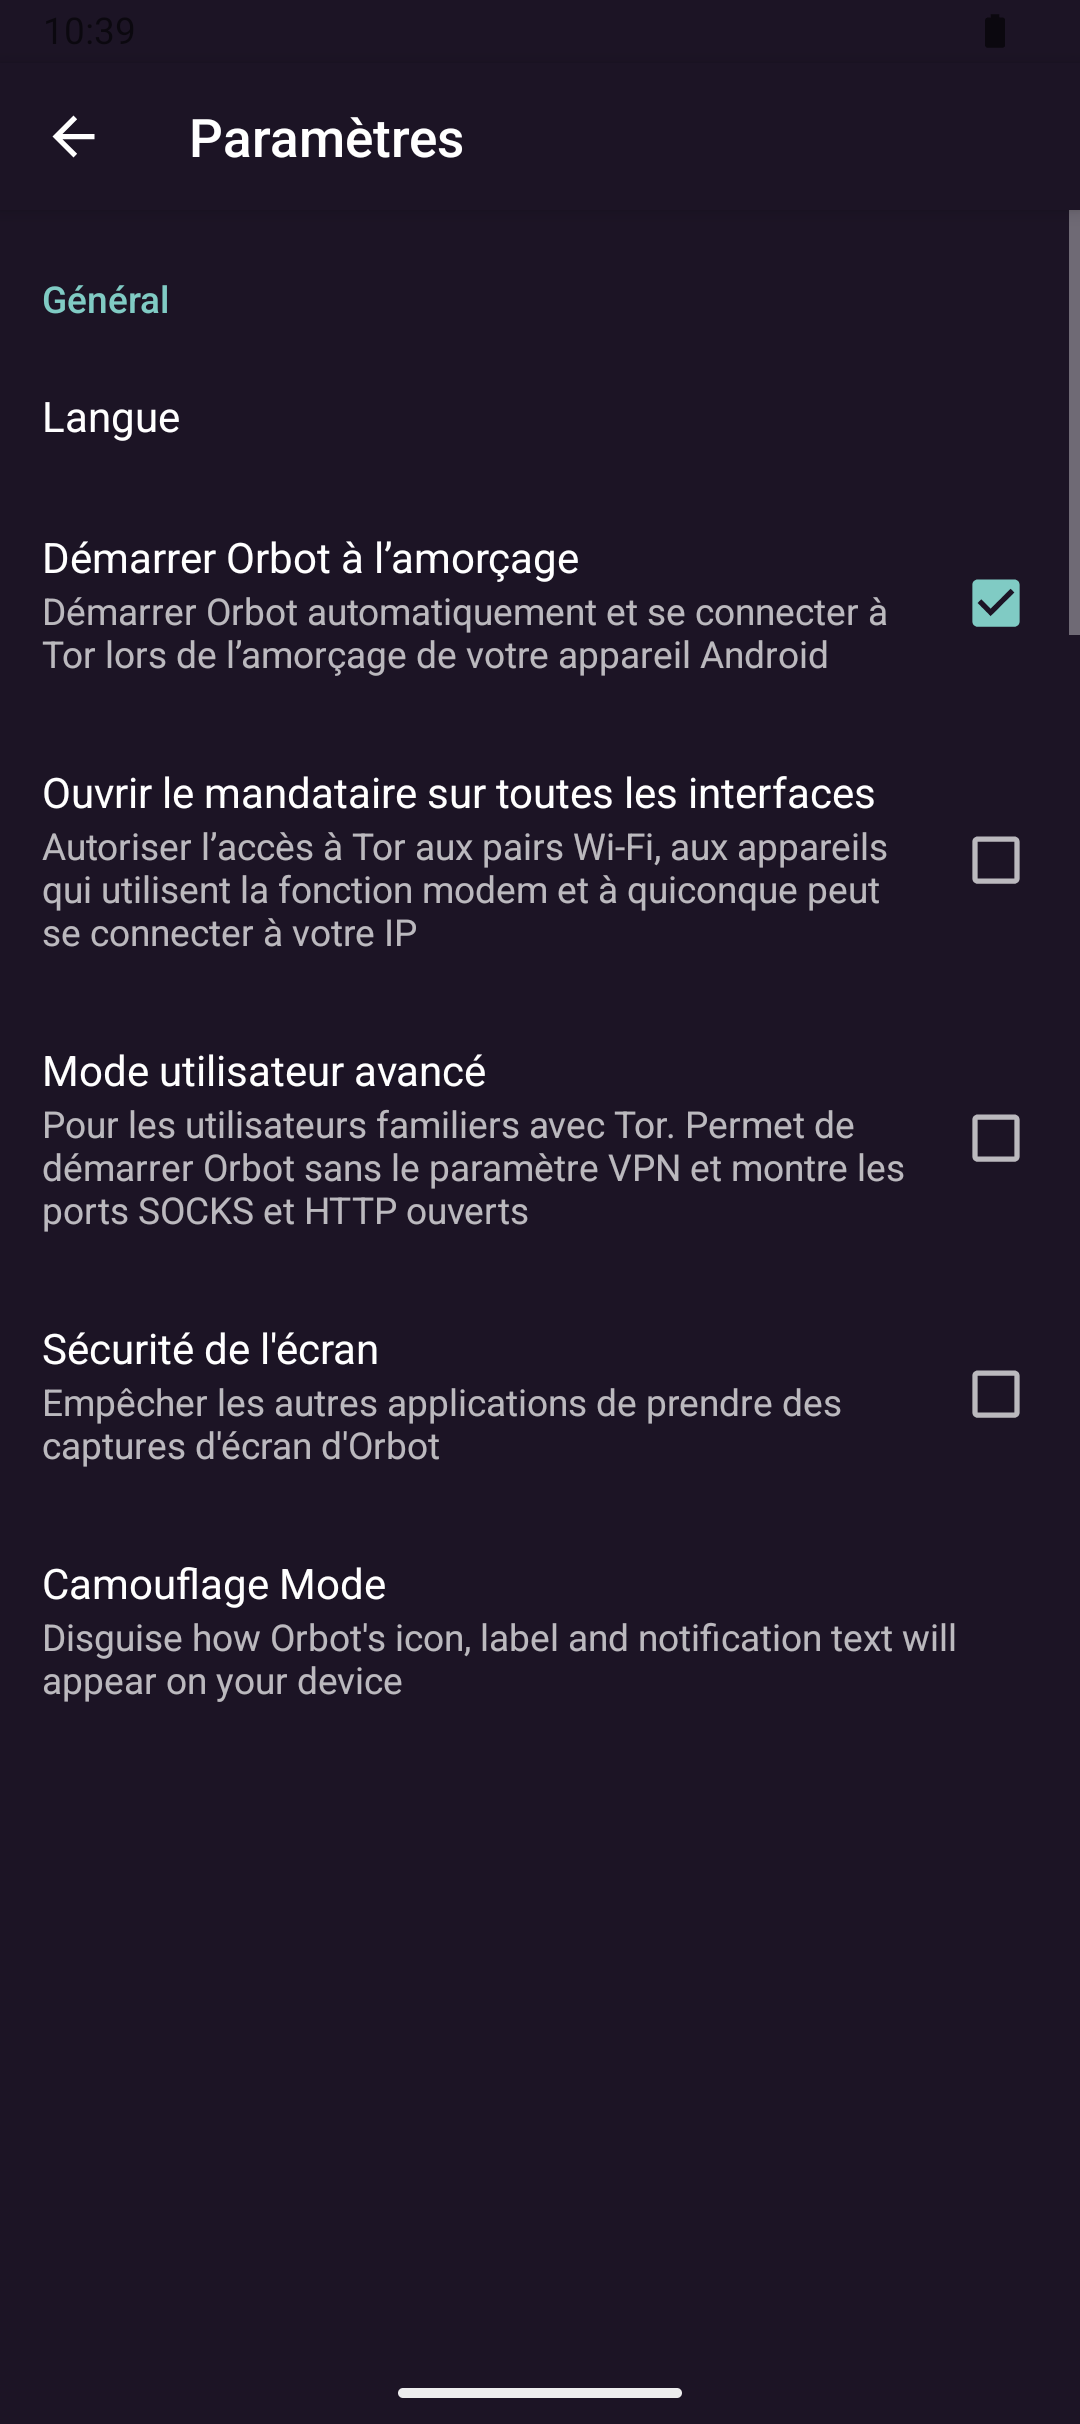 10:39
Paramètres
Général
Langue
Démarrer Orbot à l’amorçage
Démarrer Orbot automatiquement et se connecter à
Tor lors de l’amorçage de votre appareil Android
Ouvrir le mandataire sur toutes les interfaces
Autoriser l’accès à Tor aux pairs Wi-Fi, aux appareils
qui utilisent la fonction modem et à quiconque peut
se connecter à votre IP
Mode utilisateur avancé
Pour les utilisateurs familiers avec Tor. Permet de
démarrer Orbot sans le paramètre VPN et montre les
ports SOCKS et HTTP ouverts
Sécurité de l'écran
Empêcher les autres applications de prendre des
captures d'écran d'Orbot
Camouflage Mode
Disguise how Orbot's icon, label and notification text will
appear on your device